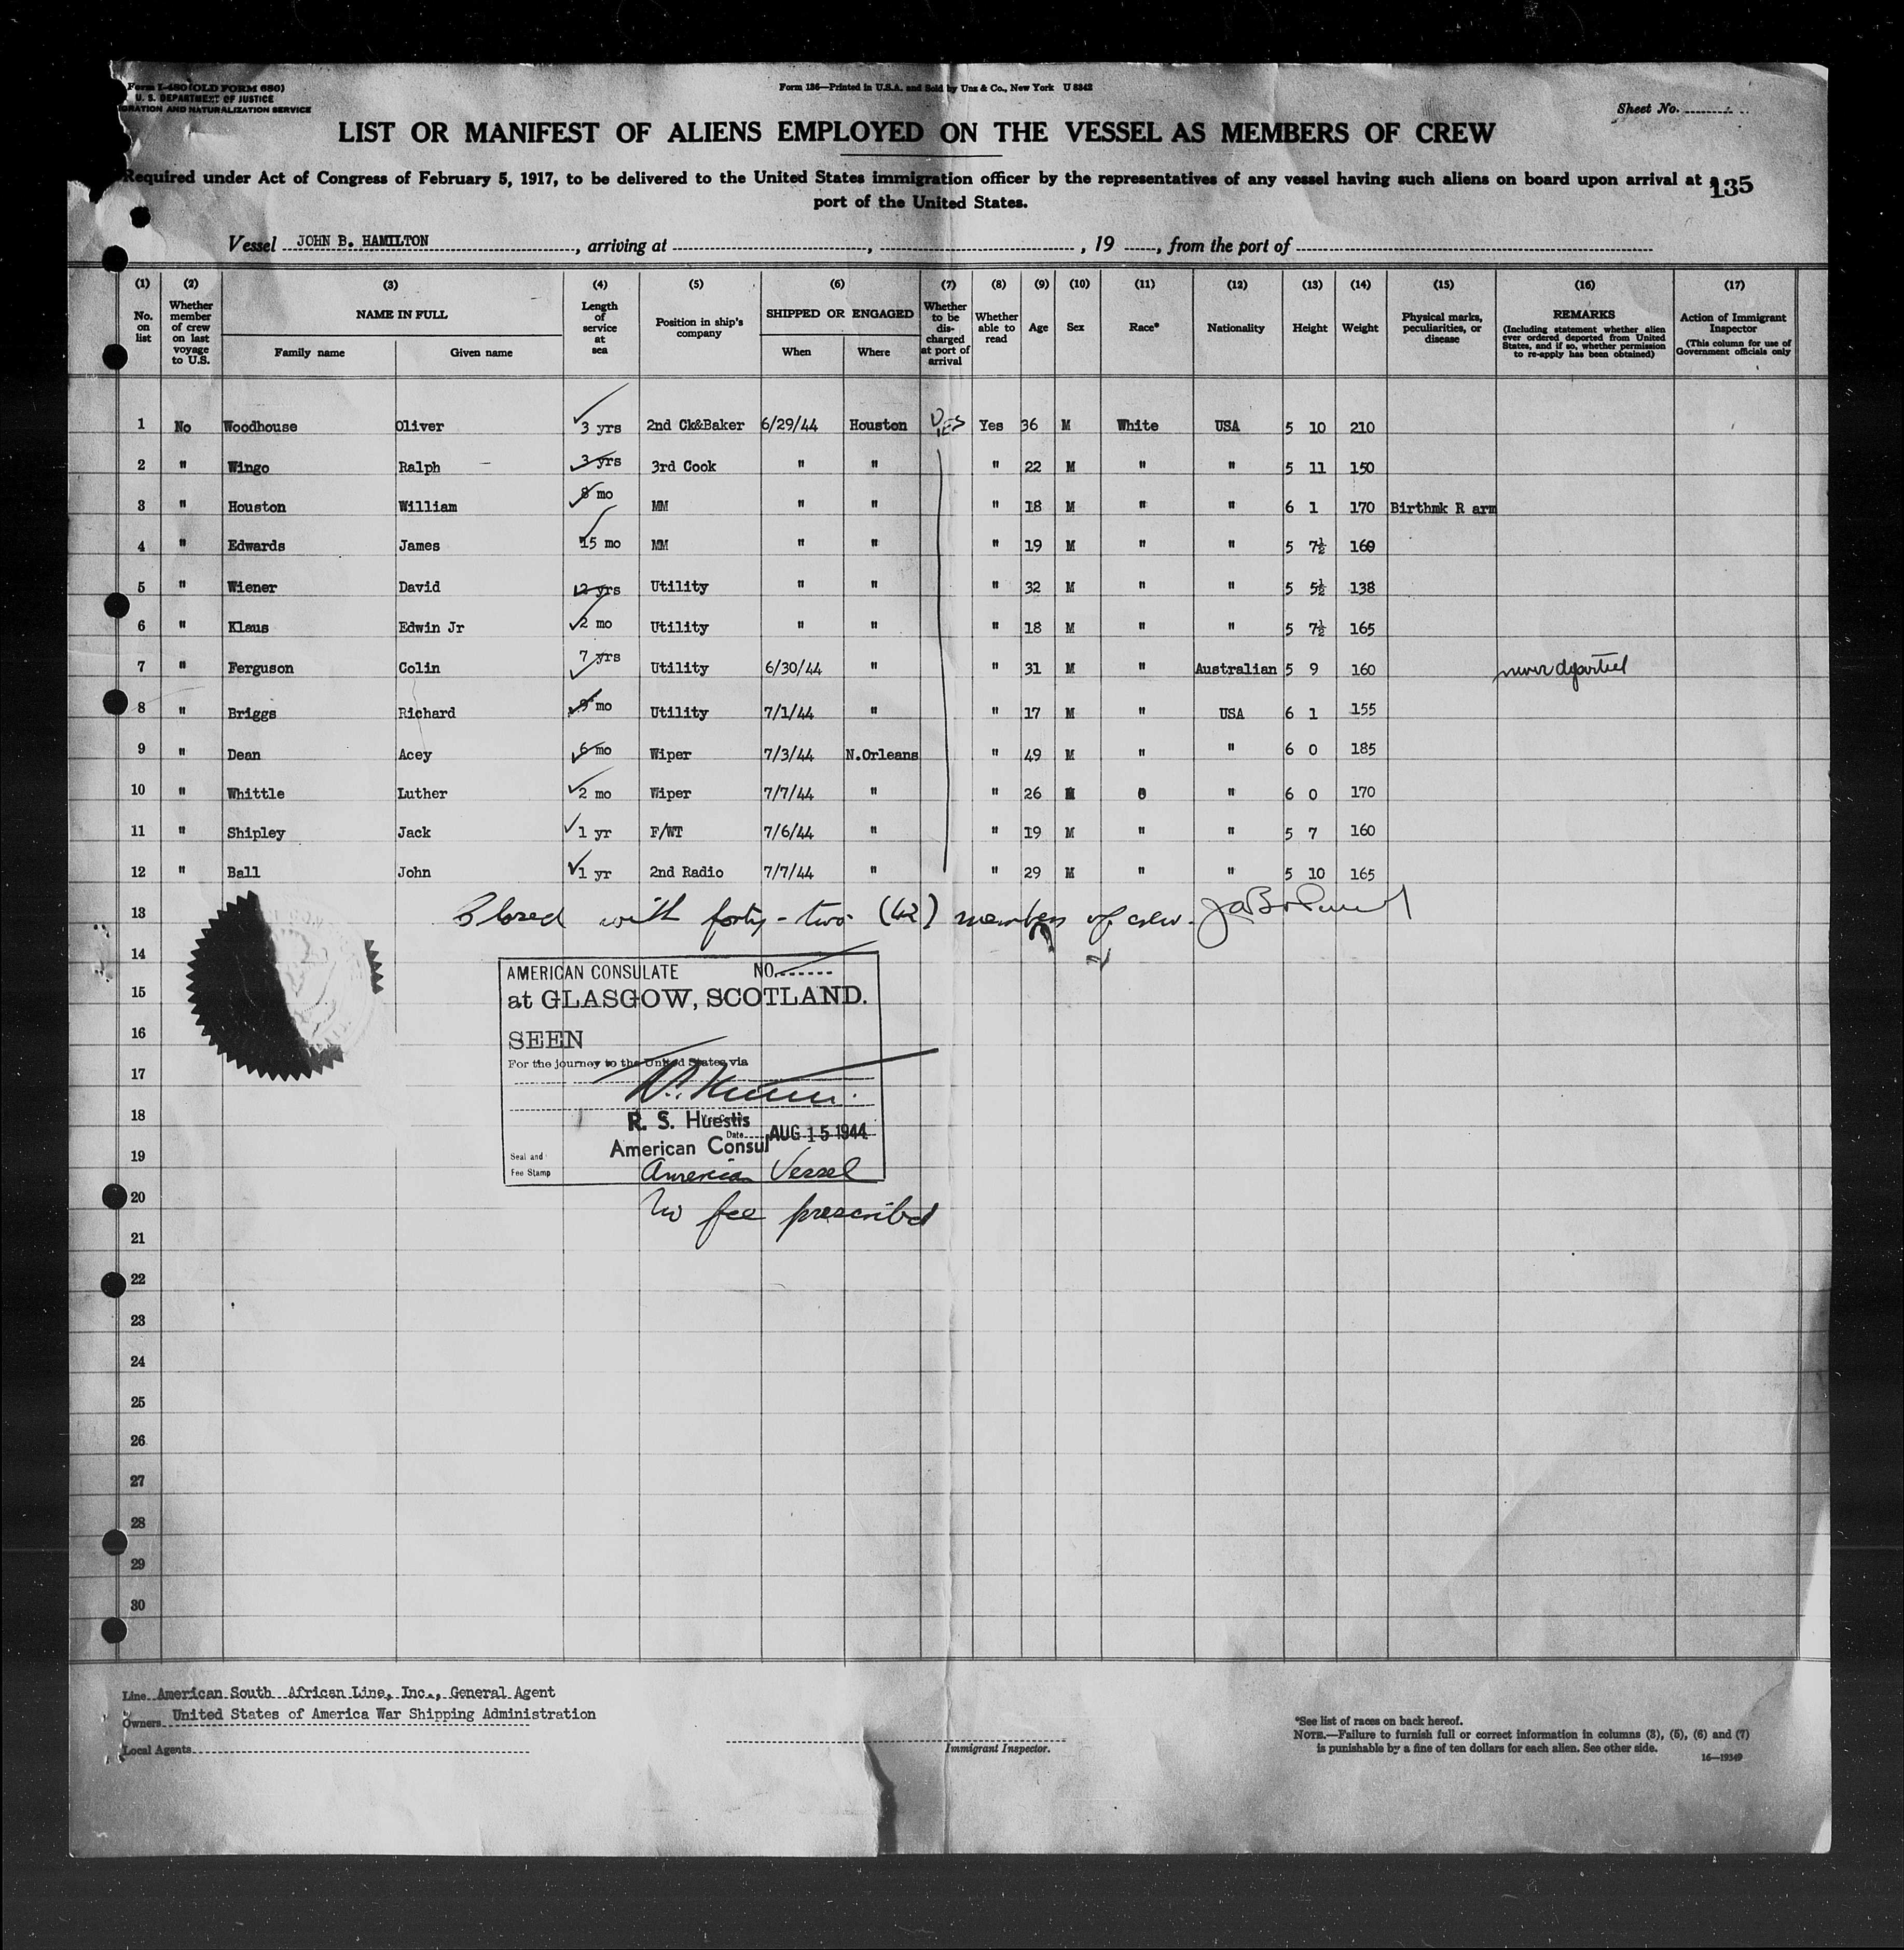 Form I-480 (OLD FORM 680)
U. S. DEPARTMENT OF JUSTICE
GRATION AND NATURALIZATION SERVICE
Form 136—Printed in U.S.A. and Sold by Unz & Co., New York U 8342
Sheet No.
LIST OR MANIFEST OF ALIENS EMPLOYED ON THE VESSEL AS MEMBERS OF CREW
Required under Act of Congress of February 5, 1917, to be delivered to the United States immigration officer by the representatives of any vessel having such aliens on board upon arrival at a
port of the United States.
135
Vessel JOHN B. HAMILTON, arriving at , , 19 , from the port of
(1) No. on list (2) Whether member of crew on last voyage to U.S. (3) NAME IN FULL Family name Given name (4) Length of service at sea (5) Position in ship's company (6) SHIPPED OR ENGAGED When Where (7) Whether to be discharged at port of arrival (8) Whether able to read (9) Age (10) Sex (11) Race* (12) Nationality (13) Height (14) Weight (15) Physical marks, peculiarities, or disease (16) REMARKS (Including statement whether alien ever ordered deported from United States, and if so, whether permission to re-apply has been obtained) (17) Action of Immigrant Inspector (This column for use of Government officials only
1 No Woodhouse Oliver 3 yrs 2nd Ck&Baker 6/29/44 Houston YES Yes 36 M White USA 5 10 210
2 " Wingo Ralph 3 yrs 3rd Cook " " " 22 M " " 5 11 150
3 " Houston William 8 mo MM " " " 18 M " " 6 1 170 Birthmk R arm
4 " Edwards James 15 mo MM " " " 19 M " " 5 7½ 160
5 " Wiener David 2 yrs Utility " " " 32 M " " 5 5½ 138
6 " Klaus Edwin Jr 2 mo Utility " " " 18 M " " 5 7½ 165
7 " Ferguson Colin 7 yrs Utility 6/30/44 " " 31 M " Australian 5 9 160 never deported
8 " Briggs Richard 9 mo Utility 7/1/44 " " 17 M " USA 6 1 155
9 " Dean Acey 6 mo Wiper 7/3/44 N.Orleans " 49 M " " 6 0 185
10 " Whittle Luther 2 mo Wiper 7/7/44 " " 26 M " 6 0 170
11 " Shipley Jack 1 yr F/WT 7/6/44 " " 19 M " " 5 7 160
12 " Ball John 1 yr 2nd Radio 7/7/44 " " 29 M " " 5 10 165
13 Closed with forty-two (42) members of crew.
14
15
16
17
18
19
20
21
22
23
24
25
26
27
28
29
30
AMERICAN CONSULATE NO.
at GLASGOW, SCOTLAND.
SEEN
For the journey to the United States via
R. S. Huestis
Date AUG 15 1944
American Consul
Seal and
Fee Stamp
American Vessel
No fee prescribed
Line American South African Line, Inc., General Agent
Owners United States of America War Shipping Administration
Local Agents
Immigrant Inspector.
*See list of races on back hereof.
NOTE.—Failure to furnish full or correct information in columns (3), (5), (6) and (7)
is punishable by a fine of ten dollars for each alien. See other side.
16—19349